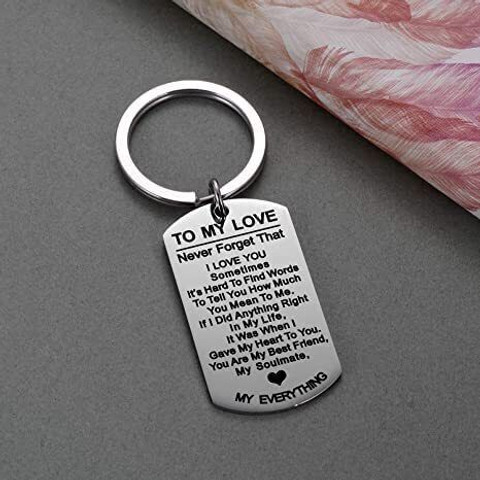 TO MY LOVE
Never Forget That
I LOVE YOU
Sometimes
It's Hard To Find Words
To Tell You How Much
You Mean To Me.
If I Did Anything Right
In My Life,
It Was When I
Gave My Heart To You.
You Are My Best Friend,
My Soulmate,
MY EVERYTHING